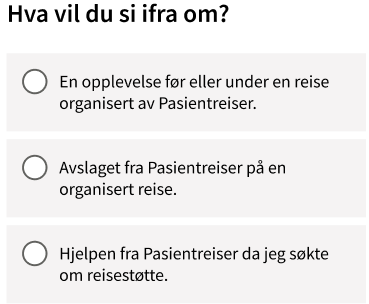 Hva vil du si ifra om?
En opplevelse før eller under en reise
organisert av Pasientreiser.
Avslaget fra Pasientreiser på en
organisert reise.
Hjelpen fra Pasientreiser da jeg søkte
om reisestøtte.